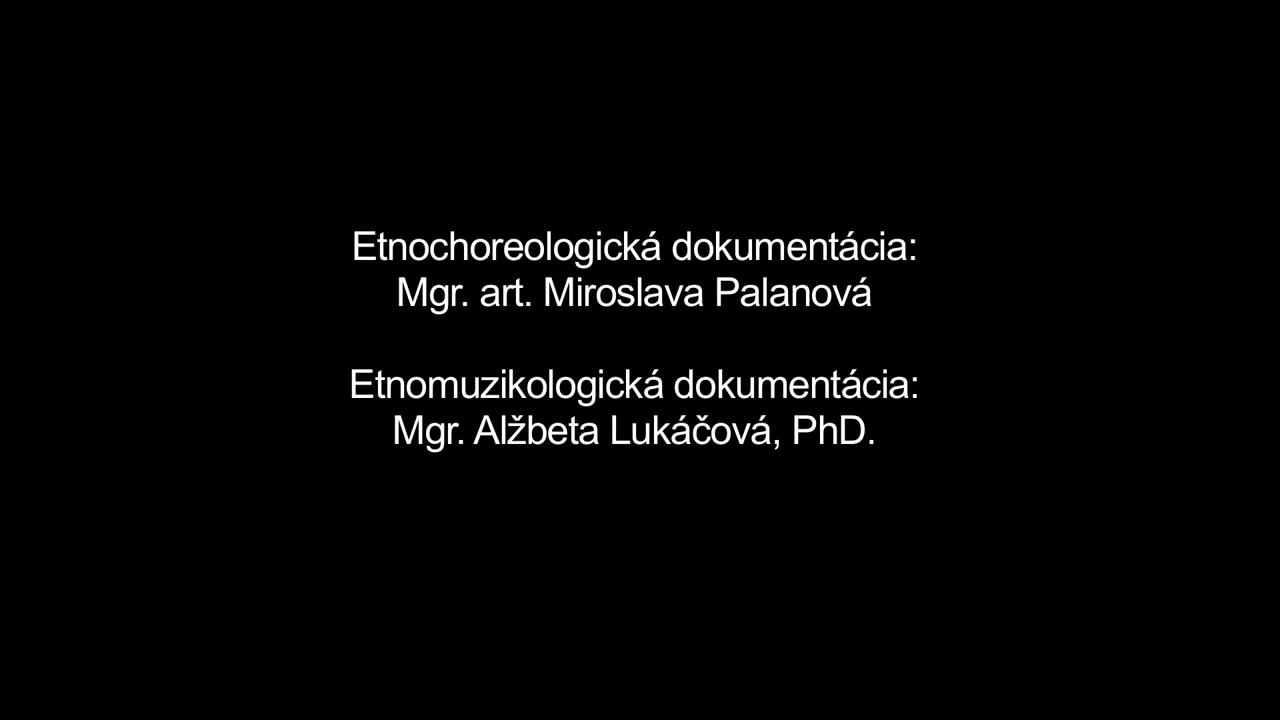 Etnochoreologická dokumentácia:
Mgr. art. Miroslava Palanová
Etnomuzikologická dokumentácia:
Mgr. Alžbeta Lukáčová, PhD.